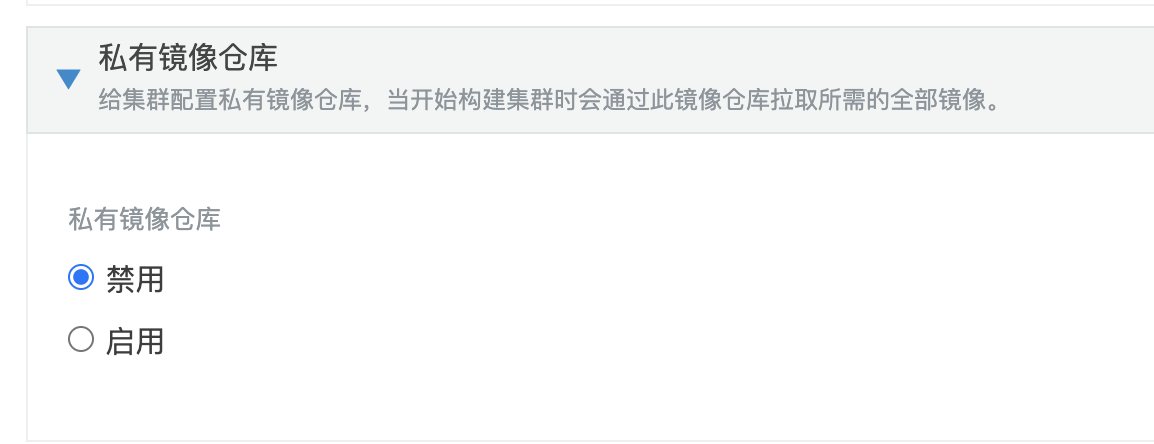 私有镜像仓库
给集群配置私有镜像仓库，当开始构建集群时会通过此镜像仓库拉取所需的全部镜像。
私有镜像仓库
禁用
启用